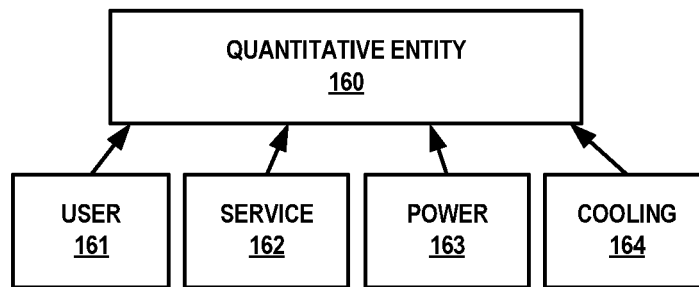 QUANTITATIVE ENTITY
160
USER
161
SERVICE
162
POWER
163
COOLING
164